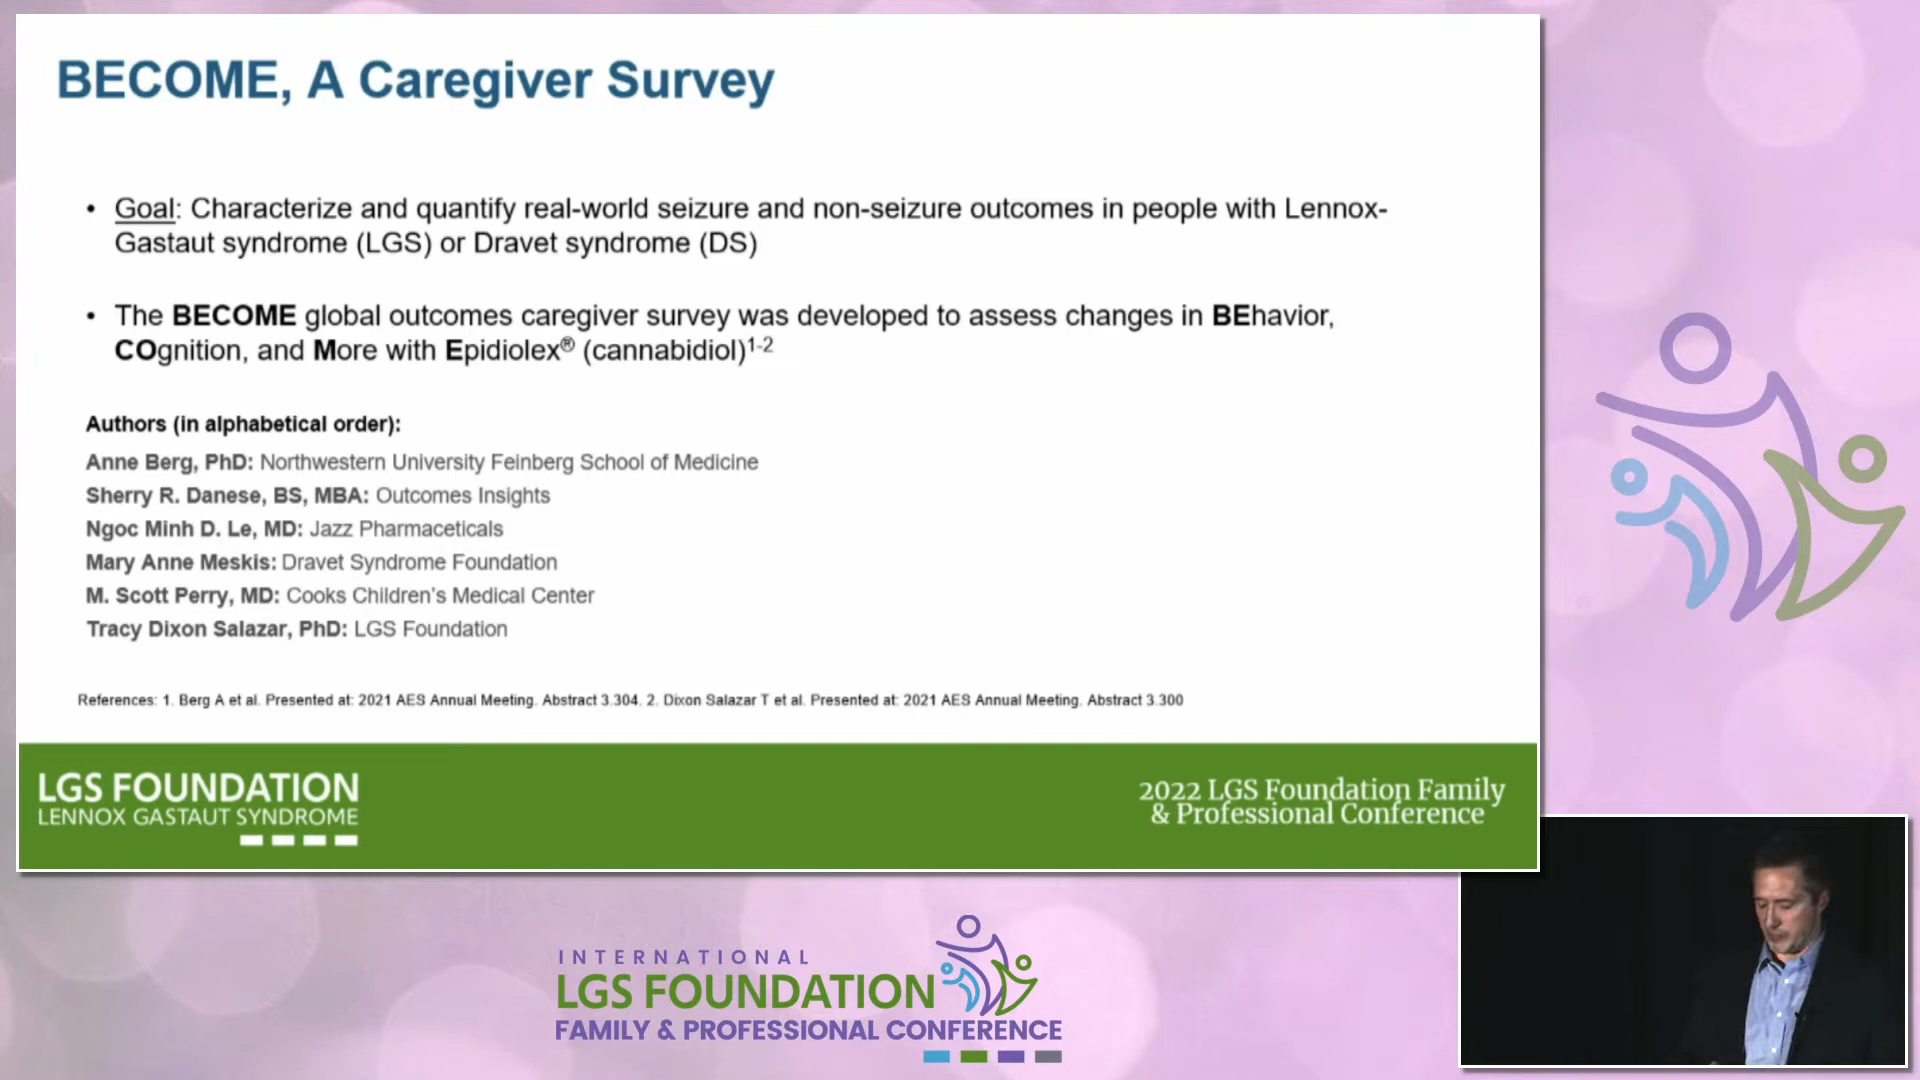 BECOME, A Caregiver Survey
• Goal: Characterize and quantify real-world seizure and non-seizure outcomes in people with Lennox-
Gastaut syndrome (LGS) or Dravet syndrome (DS)
• The BECOME global outcomes caregiver survey was developed to assess changes in BEhavior,
COgnition, and More with Epidiolex® (cannabidiol)1-2
Authors (in alphabetical order):
Anne Berg, PhD: Northwestern University Feinberg School of Medicine
Sherry R. Danese, BS, MBA: Outcomes Insights
Ngoc Minh D. Le, MD: Jazz Pharmaceticals
Mary Anne Meskis: Dravet Syndrome Foundation
M. Scott Perry, MD: Cooks Children's Medical Center
Tracy Dixon Salazar, PhD: LGS Foundation
References: 1. Berg A et al. Presented at: 2021 AES Annual Meeting. Abstract 3.304. 2. Dixon Salazar T et al. Presented at: 2021 AES Annual Meeting. Abstract 3.300
LGS FOUNDATION
LENNOX GASTAUT SYNDROME
2022 LGS Foundation Family
& Professional Conference
INTERNATIONAL
LGS FOUNDATION
FAMILY & PROFESSIONAL CONFERENCE